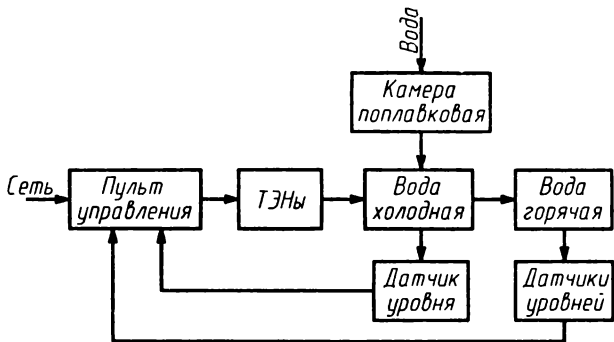 Вода
Камера
поплавковая
Сеть
Пульт
управления
ТЭНы
Вода
холодная
Вода
горячая
Датчик
уровня
Датчики
уровней